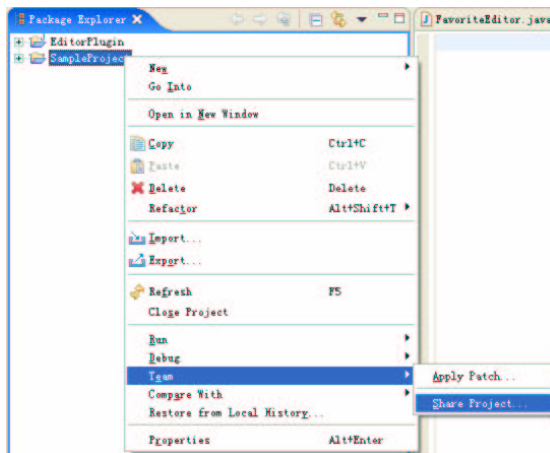 Package Explorer
FavoriteEditor.java
EditorPlugin
SampleProject
New
Go Into
Open in New Window
Copy Ctrl+C
Paste Ctrl+V
Delete Delete
Refactor Alt+Shift+T
Import...
Export...
Refresh F5
Close Project
Run
Debug
Team
Apply Patch...
Compare With
Share Project...
Restore from Local History...
Properties Alt+Enter